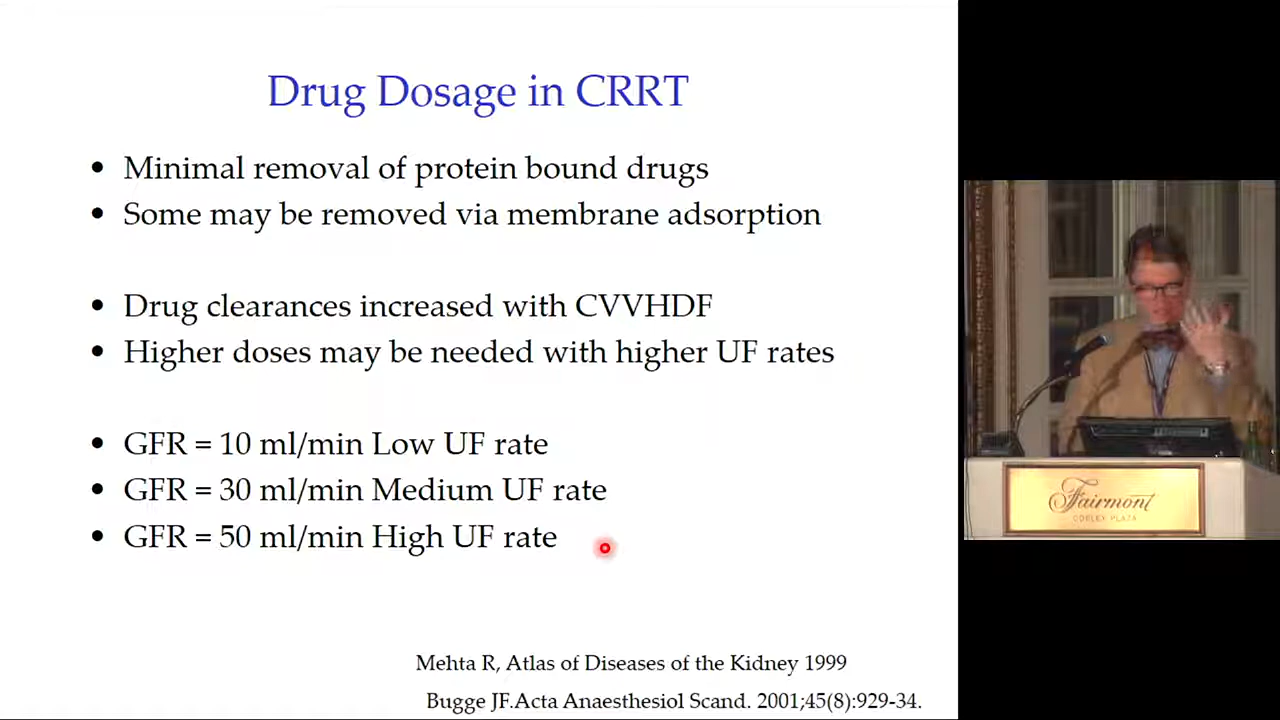 Drug Dosage in CRRT
• Minimal removal of protein bound drugs
• Some may be removed via membrane adsorption
• Drug clearances increased with CVVHDF
• Higher doses may be needed with higher UF rates
• GFR = 10 ml/min Low UF rate
• GFR = 30 ml/min Medium UF rate
• GFR = 50 ml/min High UF rate
Mehta R, Atlas of Diseases of the Kidney 1999
Bugge JF.Acta Anaesthesiol Scand. 2001;45(8):929-34.
Fairmont
COPLEY PLAZA